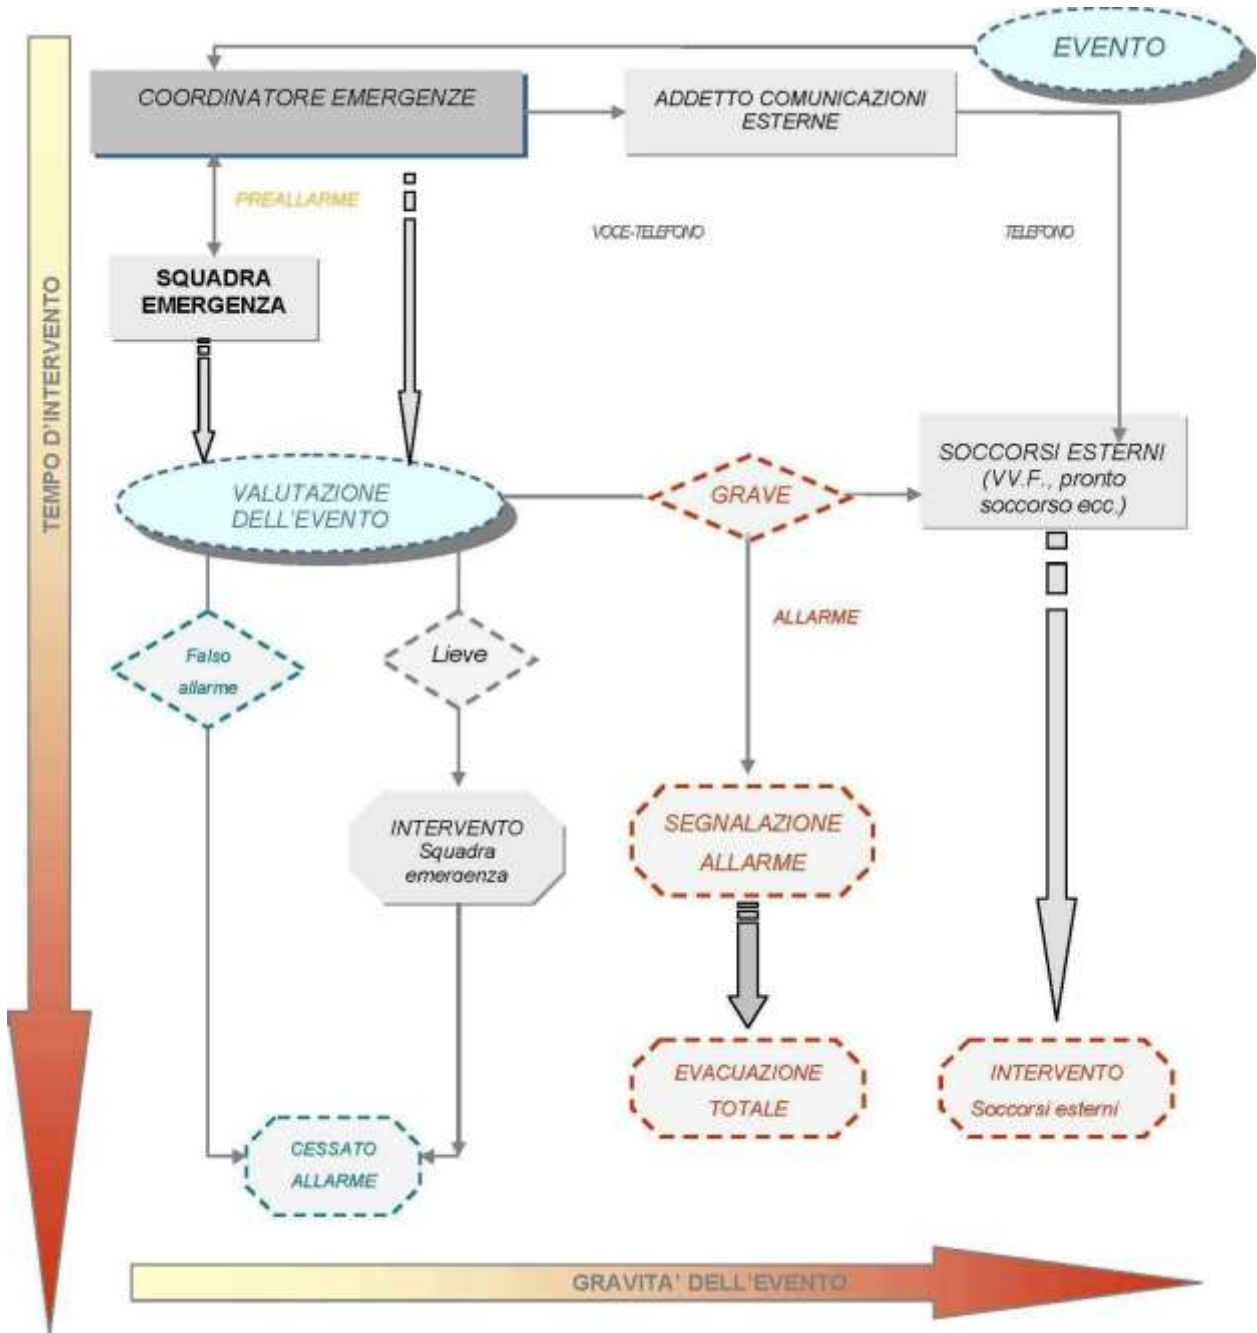 EVENTO
COORDINATORE EMERGENZE
ADDETTO COMUNICAZIONI
ESTERNE
PREALLARME
VOCE-TELEFONO
TELEFONO
SQUADRA
EMERGENZA
TEMPO D'INTERVENTO
VALUTAZIONE
DELL'EVENTO
GRAVE
SOCCORSI ESTERNI
(VV.F., pronto
soccorso ecc.)
ALLARME
Falso
allarme
Lieve
INTERVENTO
Squadra
emergenza
SEGNALAZIONE
ALLARME
EVACUAZIONE
TOTALE
INTERVENTO
Soccorsi esterni
CESSATO
ALLARME
GRAVITA' DELL'EVENTO